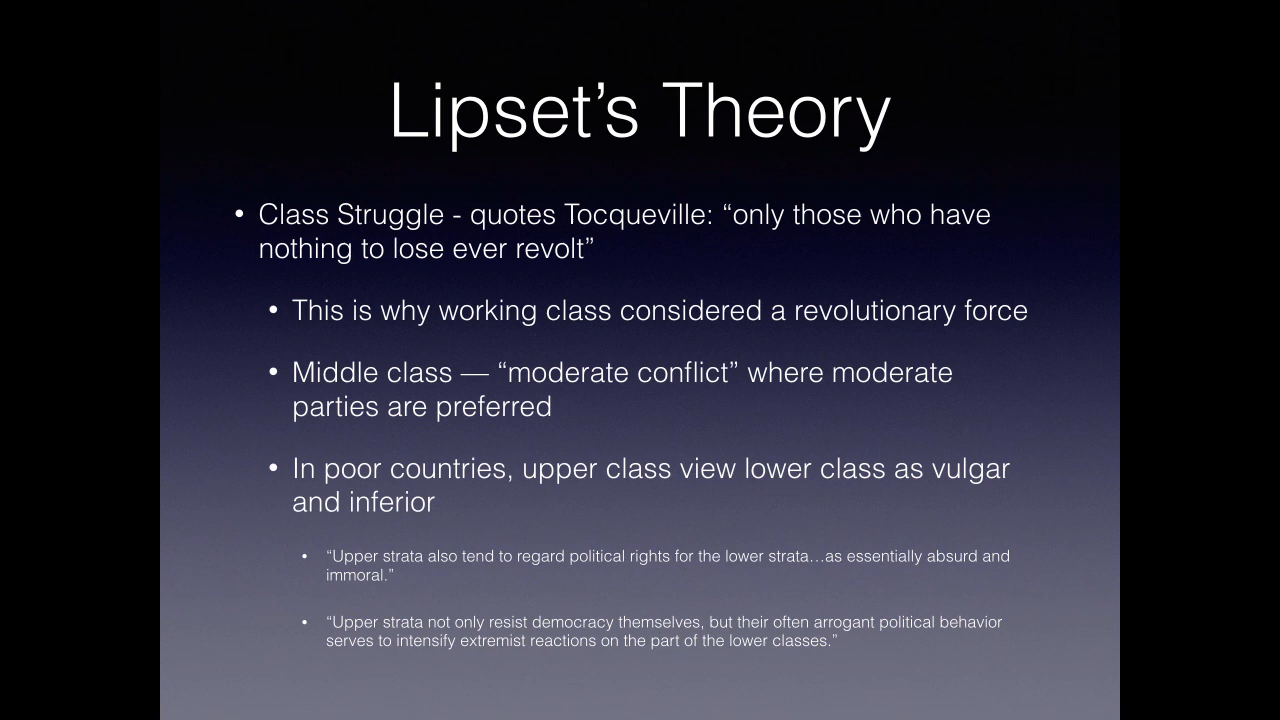 Lipset’s Theory
• Class Struggle - quotes Tocqueville: “only those who have
nothing to lose ever revolt”
• This is why working class considered a revolutionary force
• Middle class — “moderate conflict” where moderate
parties are preferred
• In poor countries, upper class view lower class as vulgar
and inferior
• “Upper strata also tend to regard political rights for the lower strata…as essentially absurd and
immoral.”
• “Upper strata not only resist democracy themselves, but their often arrogant political behavior
serves to intensify extremist reactions on the part of the lower classes.”